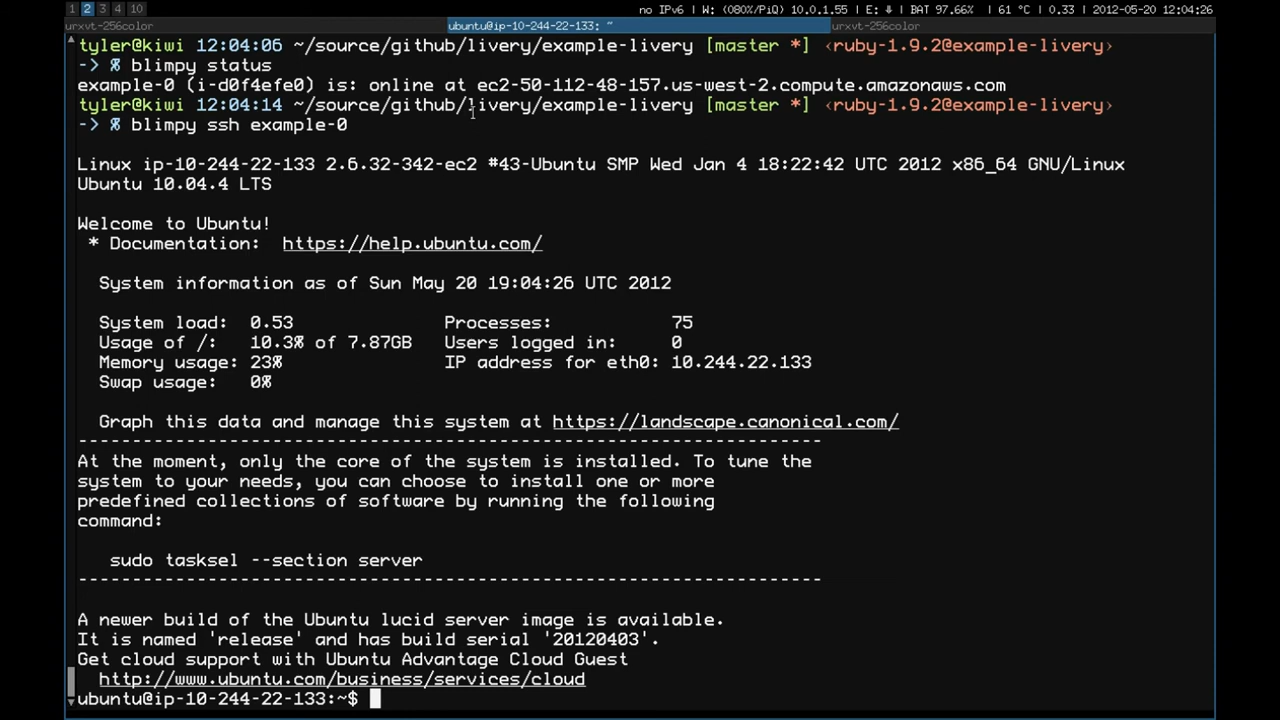 1 2 3 4 10 no IPv6 | W: (080%/PAI) 10.0.1.55 | E: ⬇ | BAT 97.66% | 61 °C | 0.33 | 2012-05-20 12:04:26
urxvt-256color ubuntu@ip-10-244-22-133: ~ urxvt-256color
tyler@kiwi 12:04:06 ~/source/github/livery/example-livery [master *] ‹ruby-1.9.2@example-livery›
-> % blimpy status
example-0 (i-d0f4efe0) is: online at ec2-50-112-48-157.us-west-2.compute.amazonaws.com
tyler@kiwi 12:04:14 ~/source/github/livery/example-livery [master *] ‹ruby-1.9.2@example-livery›
-> % blimpy ssh example-0
Linux ip-10-244-22-133 2.6.32-342-ec2 #43-Ubuntu SMP Wed Jan 4 18:22:42 UTC 2012 x86_64 GNU/Linux
Ubuntu 10.04.4 LTS
Welcome to Ubuntu!
* Documentation: https://help.ubuntu.com/
System information as of Sun May 20 19:04:26 UTC 2012
System load: 0.53 Processes: 75
Usage of /: 10.3% of 7.87GB Users logged in: 0
Memory usage: 23% IP address for eth0: 10.244.22.133
Swap usage: 0%
Graph this data and manage this system at https://landscape.canonical.com/
---------------------------------------------------------------------
At the moment, only the core of the system is installed. To tune the
system to your needs, you can choose to install one or more
predefined collections of software by running the following
command:
sudo tasksel --section server
---------------------------------------------------------------------
A newer build of the Ubuntu lucid server image is available.
It is named 'release' and has build serial '20120403'.
Get cloud support with Ubuntu Advantage Cloud Guest
http://www.ubuntu.com/business/services/cloud
ubuntu@ip-10-244-22-133:~$